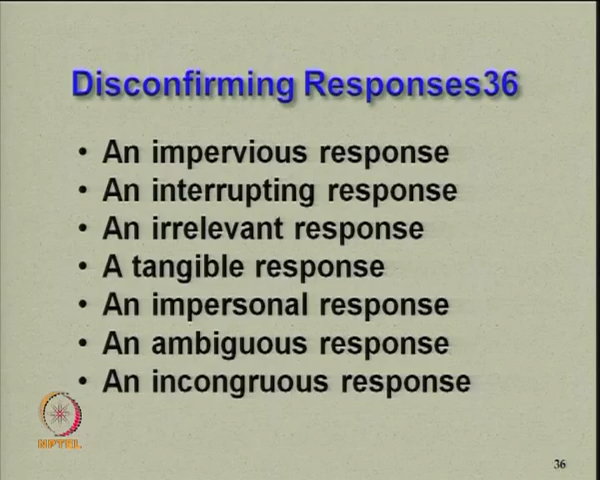 Disconfirming Responses36
• An impervious response
• An interrupting response
• An irrelevant response
• A tangible response
• An impersonal response
• An ambiguous response
• An incongruous response
NPTEL
36